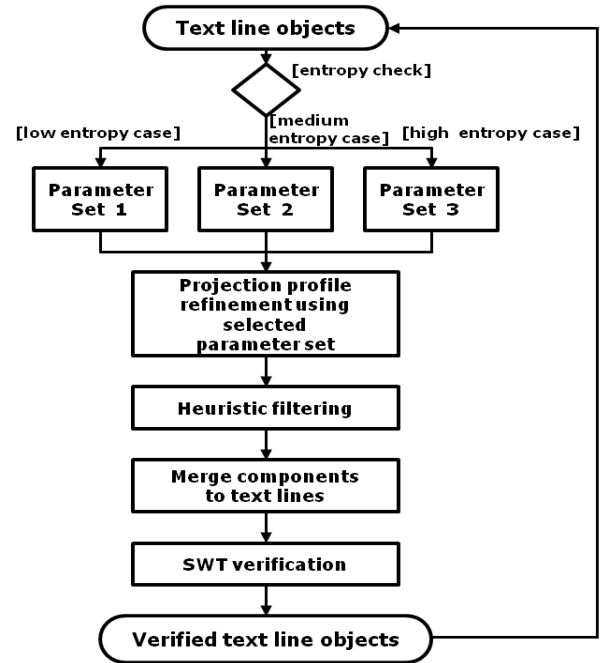 Text line objects
[entropy check]
[low entropy case]
[medium
entropy case]
[high entropy case]
Parameter
Set 1
Parameter
Set 2
Parameter
Set 3
Projection profile
refinement using
selected
parameter set
Heuristic filtering
Merge components
to text lines
SWT verification
Verified text line objects